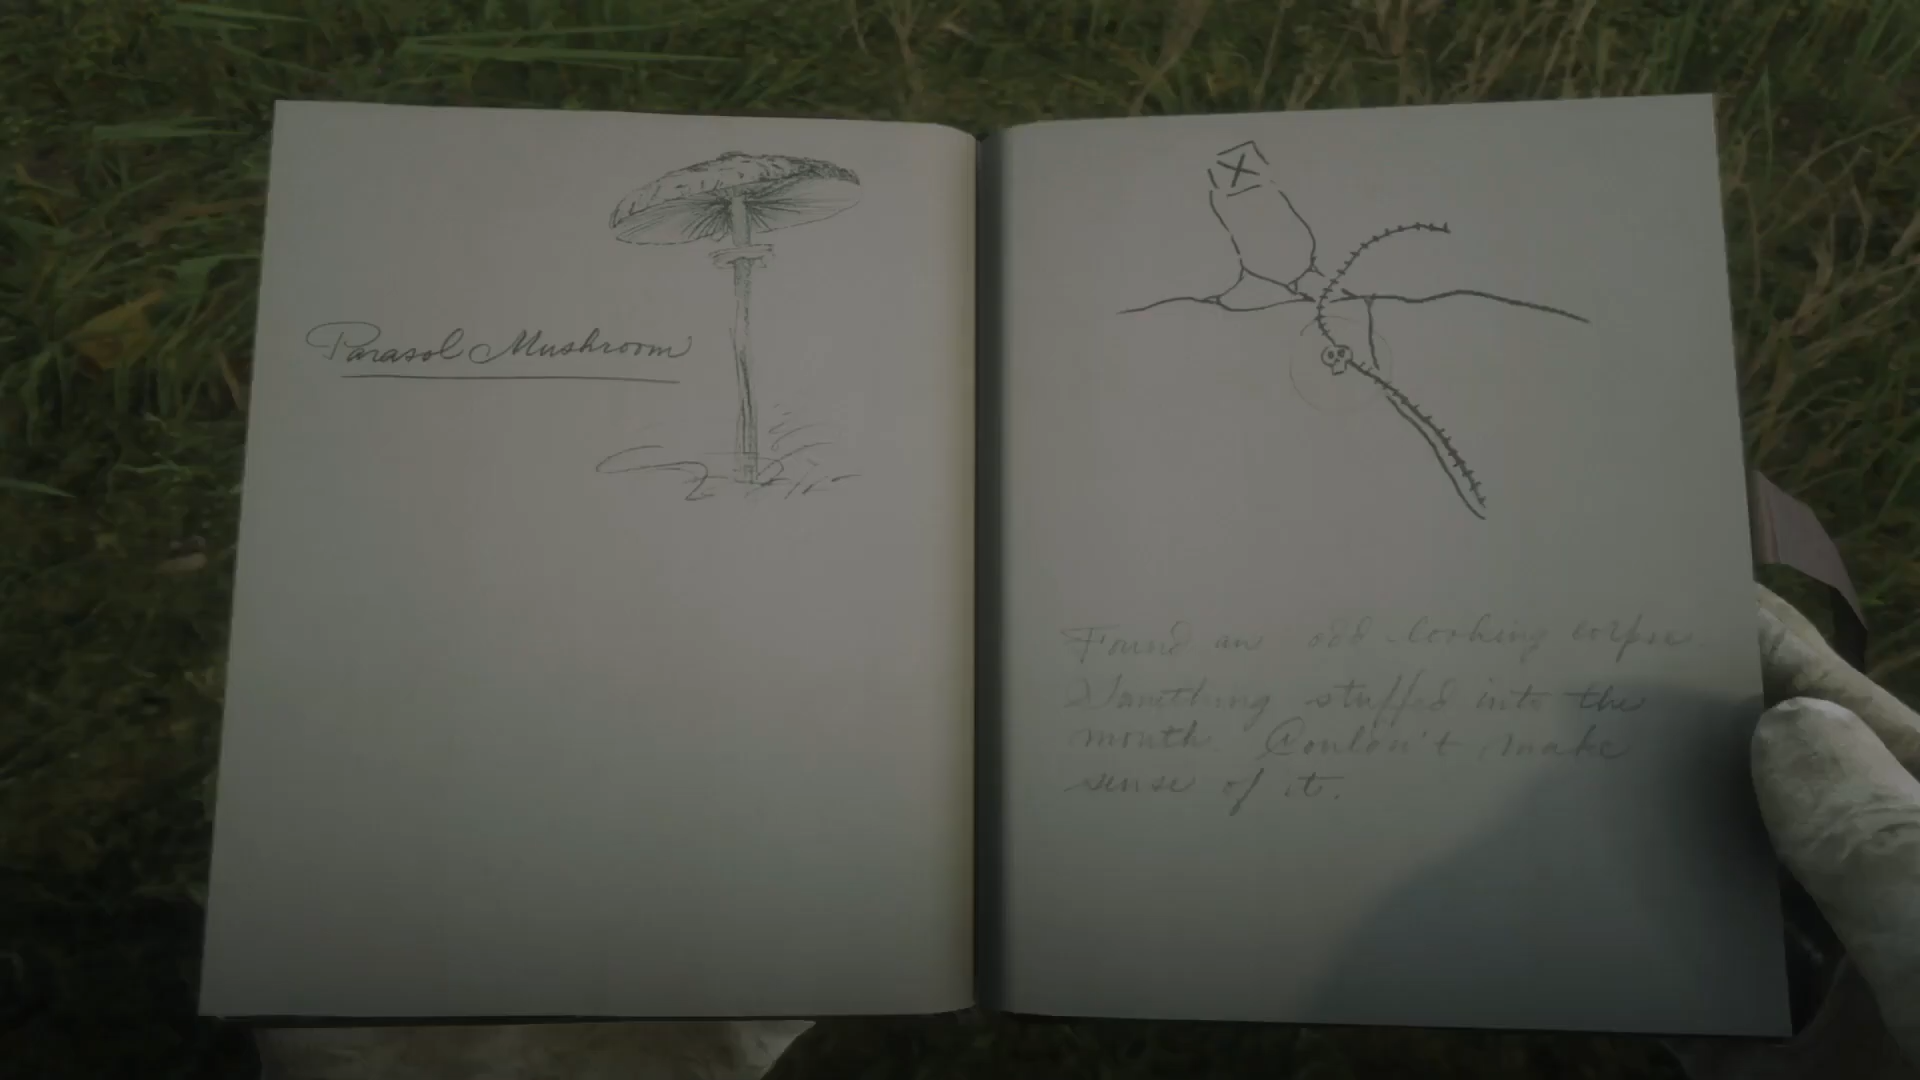 Parasol Mushroom
X
Found an odd-looking corpse.
Something stuffed into the
mouth. Couldn't make
sense of it.